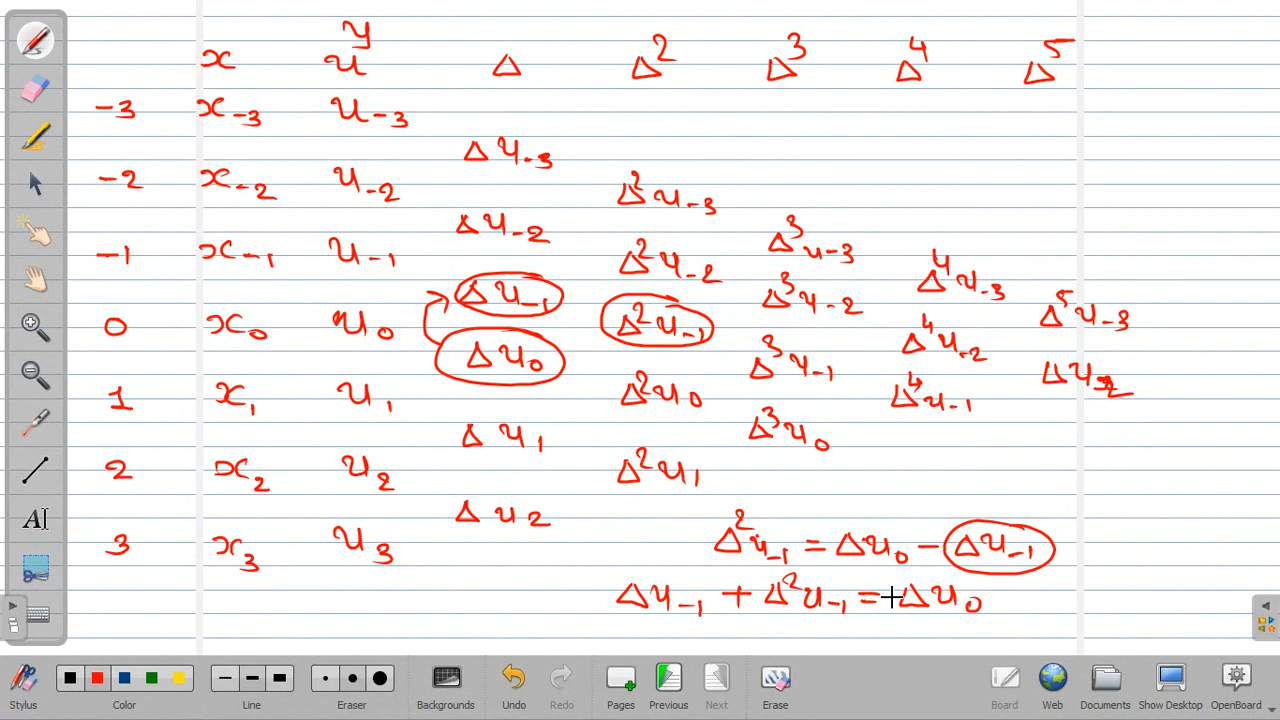 y
x u Δ Δ² Δ³ Δ⁴ Δ⁵
-3 x₋₃ u₋₃
Δu₋₃
-2 x₋₂ u₋₂ Δ²u₋₃
Δu₋₂ Δ³u₋₃
-1 x₋₁ u₋₁ Δ²u₋₂ Δ⁴u₋₃
Δu₋₁ Δ³u₋₂ Δ⁵u₋₃
0 x₀ u₀ Δ²u₋₁ Δ⁴u₋₂
Δu₀ Δ³u₋₁ Δu₋₂
1 x₁ u₁ Δ²u₀ Δ⁴u₋₁
Δu₁ Δ³u₀
2 x₂ u₂ Δ²u₁
Δu₂
3 x₃ u₃ Δ²u₋₁ = Δu₀ - Δu₋₁
Δu₋₁ + Δ²u₋₁ = Δu₀
Stylus Color Line Eraser Backgrounds Undo Redo Pages Previous Next Erase Board Web Documents Show Desktop OpenBoard